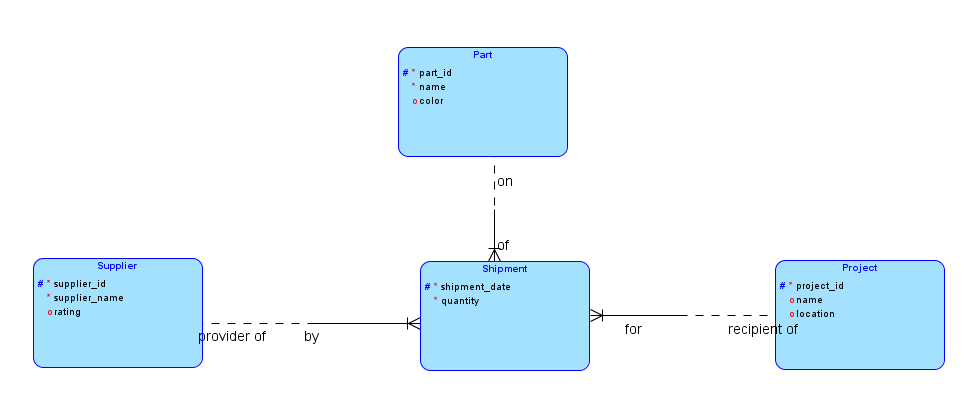 Part
# * part_id
* name
o color
on
of
Supplier
# * supplier_id
* supplier_name
o rating
Shipment
# * shipment_date
* quantity
Project
# * project_id
o name
o location
provider of
by
for
recipient of